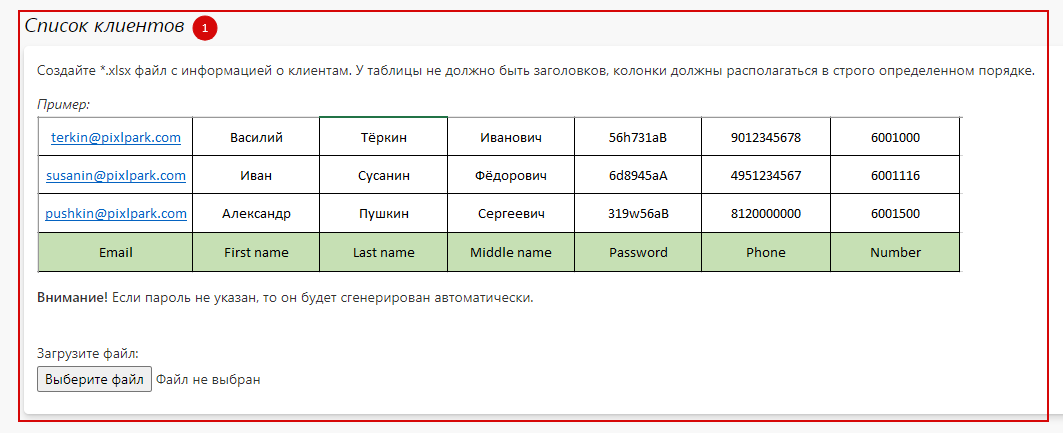 Список клиентов 1
Создайте *.xlsx файл с информацией о клиентах. У таблицы не должно быть заголовков, колонки должны располагаться в строго определенном порядке.
Пример:
terkin@pixlpark.com Василий Тёркин Иванович 56h731aB 9012345678 6001000
susanin@pixlpark.com Иван Сусанин Фёдорович 6d8945aA 4951234567 6001116
pushkin@pixlpark.com Александр Пушкин Сергеевич 319w56aB 8120000000 6001500
Email First name Last name Middle name Password Phone Number
Внимание! Если пароль не указан, то он будет сгенерирован автоматически.
Загрузите файл:
Выберите файл Файл не выбран